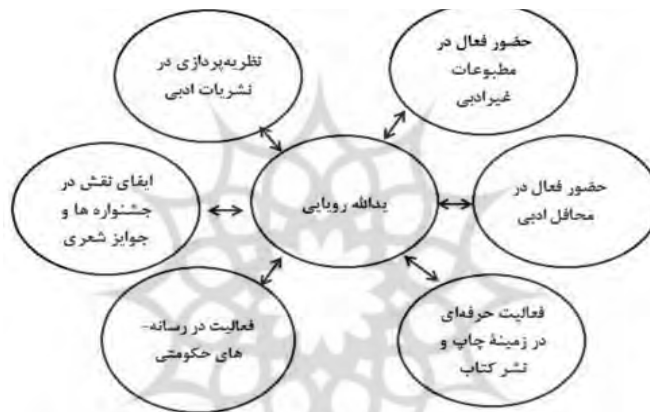 حضور فعال در
مطبوعات
غیرادبی
نظریه‌پردازی در
نشریات ادبی
حضور فعال در
محافل ادبی
یدالله رویایی
ایفای نقش در
جشنواره ها و
جوایز شعری
فعالیت حرفه‌ای
در زمینهٔ چاپ و
نشر کتاب
فعالیت در رسانه-
های حکومتی